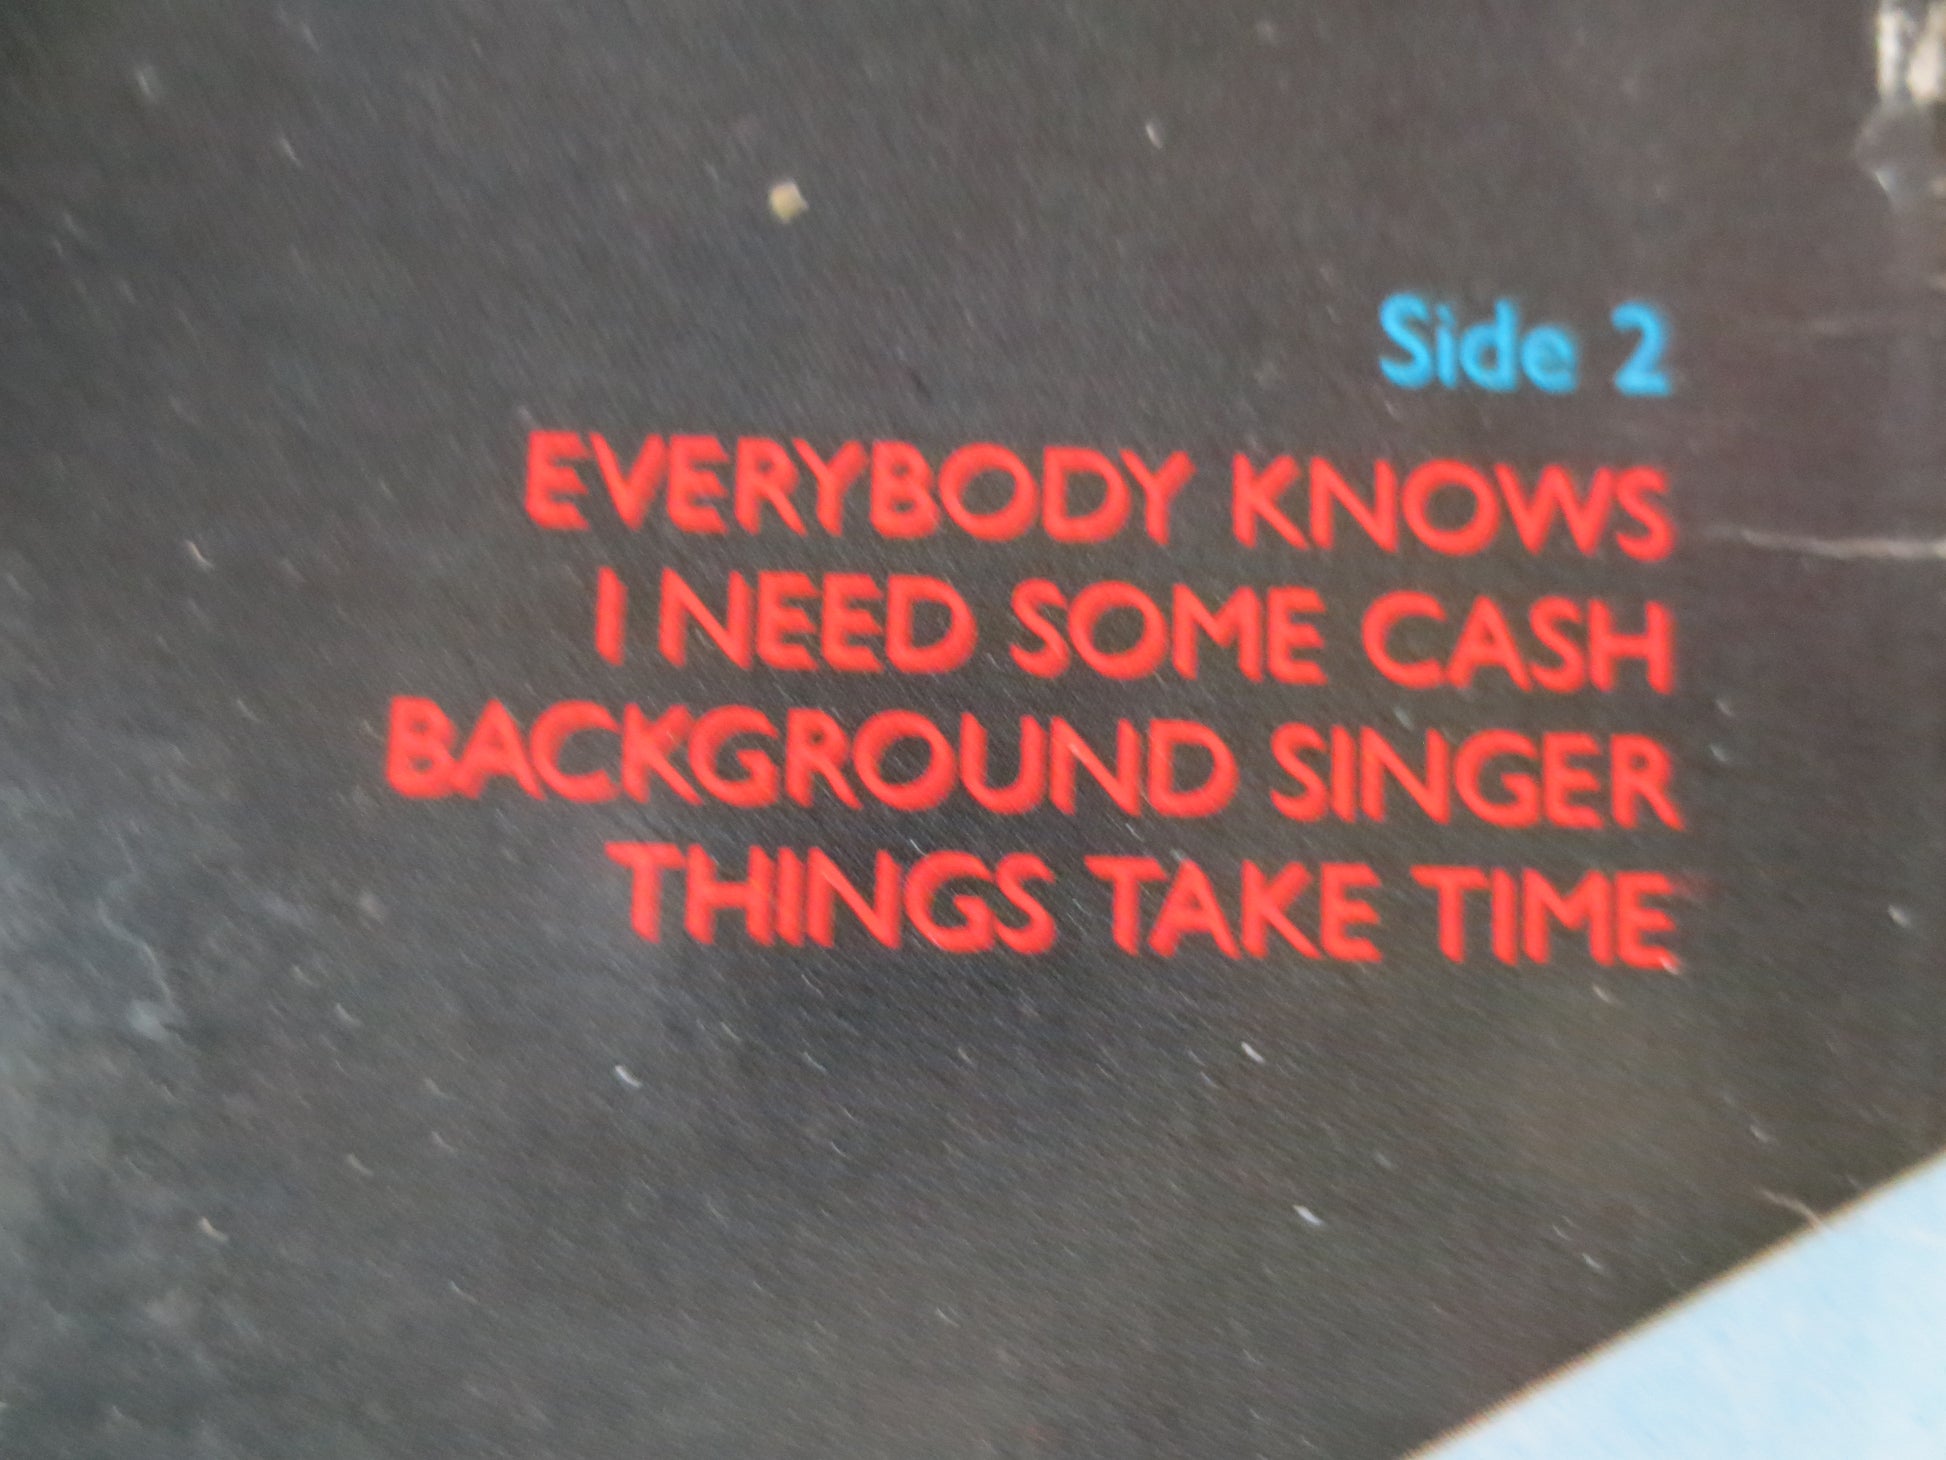 Side 2
EVERYBODY KNOWS
I NEED SOME CASH
BACKGROUND SINGER
THINGS TAKE TIME